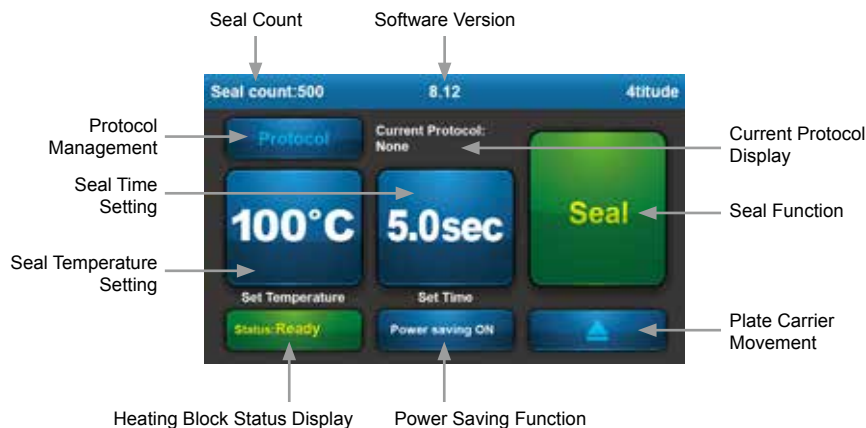 Seal Count
Software Version
Seal count:500
8.12
4titude
Protocol
Management
Protocol
Current Protocol:
None
Current Protocol
Display
Seal Time
Setting
100°C
5.0sec
Seal
Seal Function
Seal Temperature
Setting
Set Temperature
Set Time
Status:Ready
Power saving ON
Plate Carrier
Movement
Heating Block Status Display
Power Saving Function